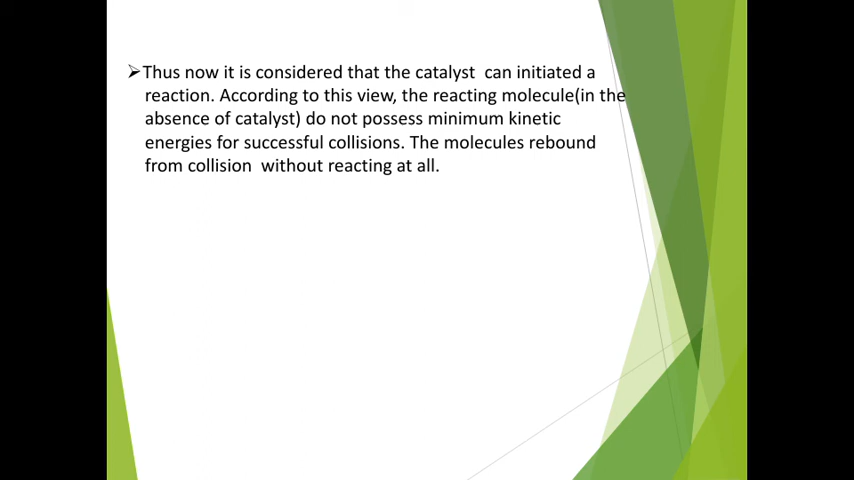 ➢Thus now it is considered that the catalyst can initiated a
reaction. According to this view, the reacting molecule(in the
absence of catalyst) do not possess minimum kinetic
energies for successful collisions. The molecules rebound
from collision without reacting at all.